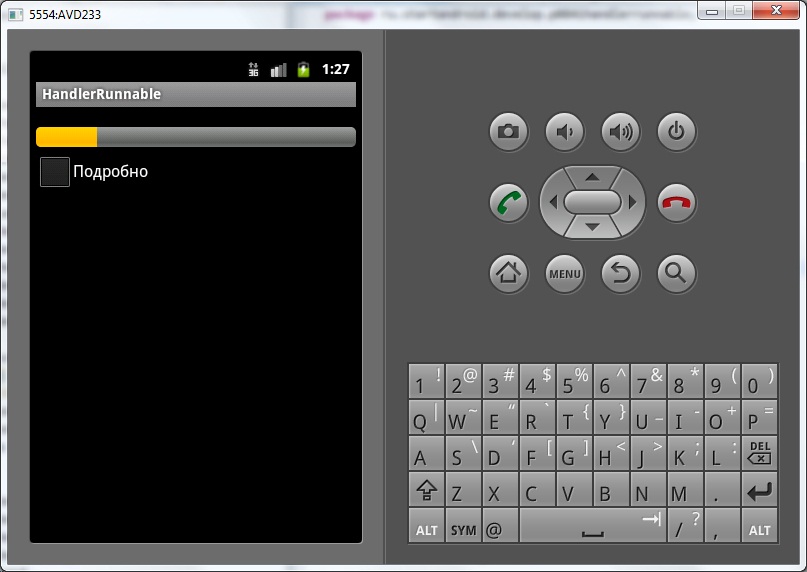 5554:AVD233
3G
1:27
HandlerRunnable
Подробно
MENU
1 ! 2 @ 3 # 4 $ 5 % 6 ^ 7 & 8 * 9 ( 0 )
Q | W ~ E “ R ` T { Y } U _ I - O + P =
A S \ D ‘ F [ G ] H < J > K ; L : DEL
Z X C V B N M .
ALT SYM @ / ? , ALT